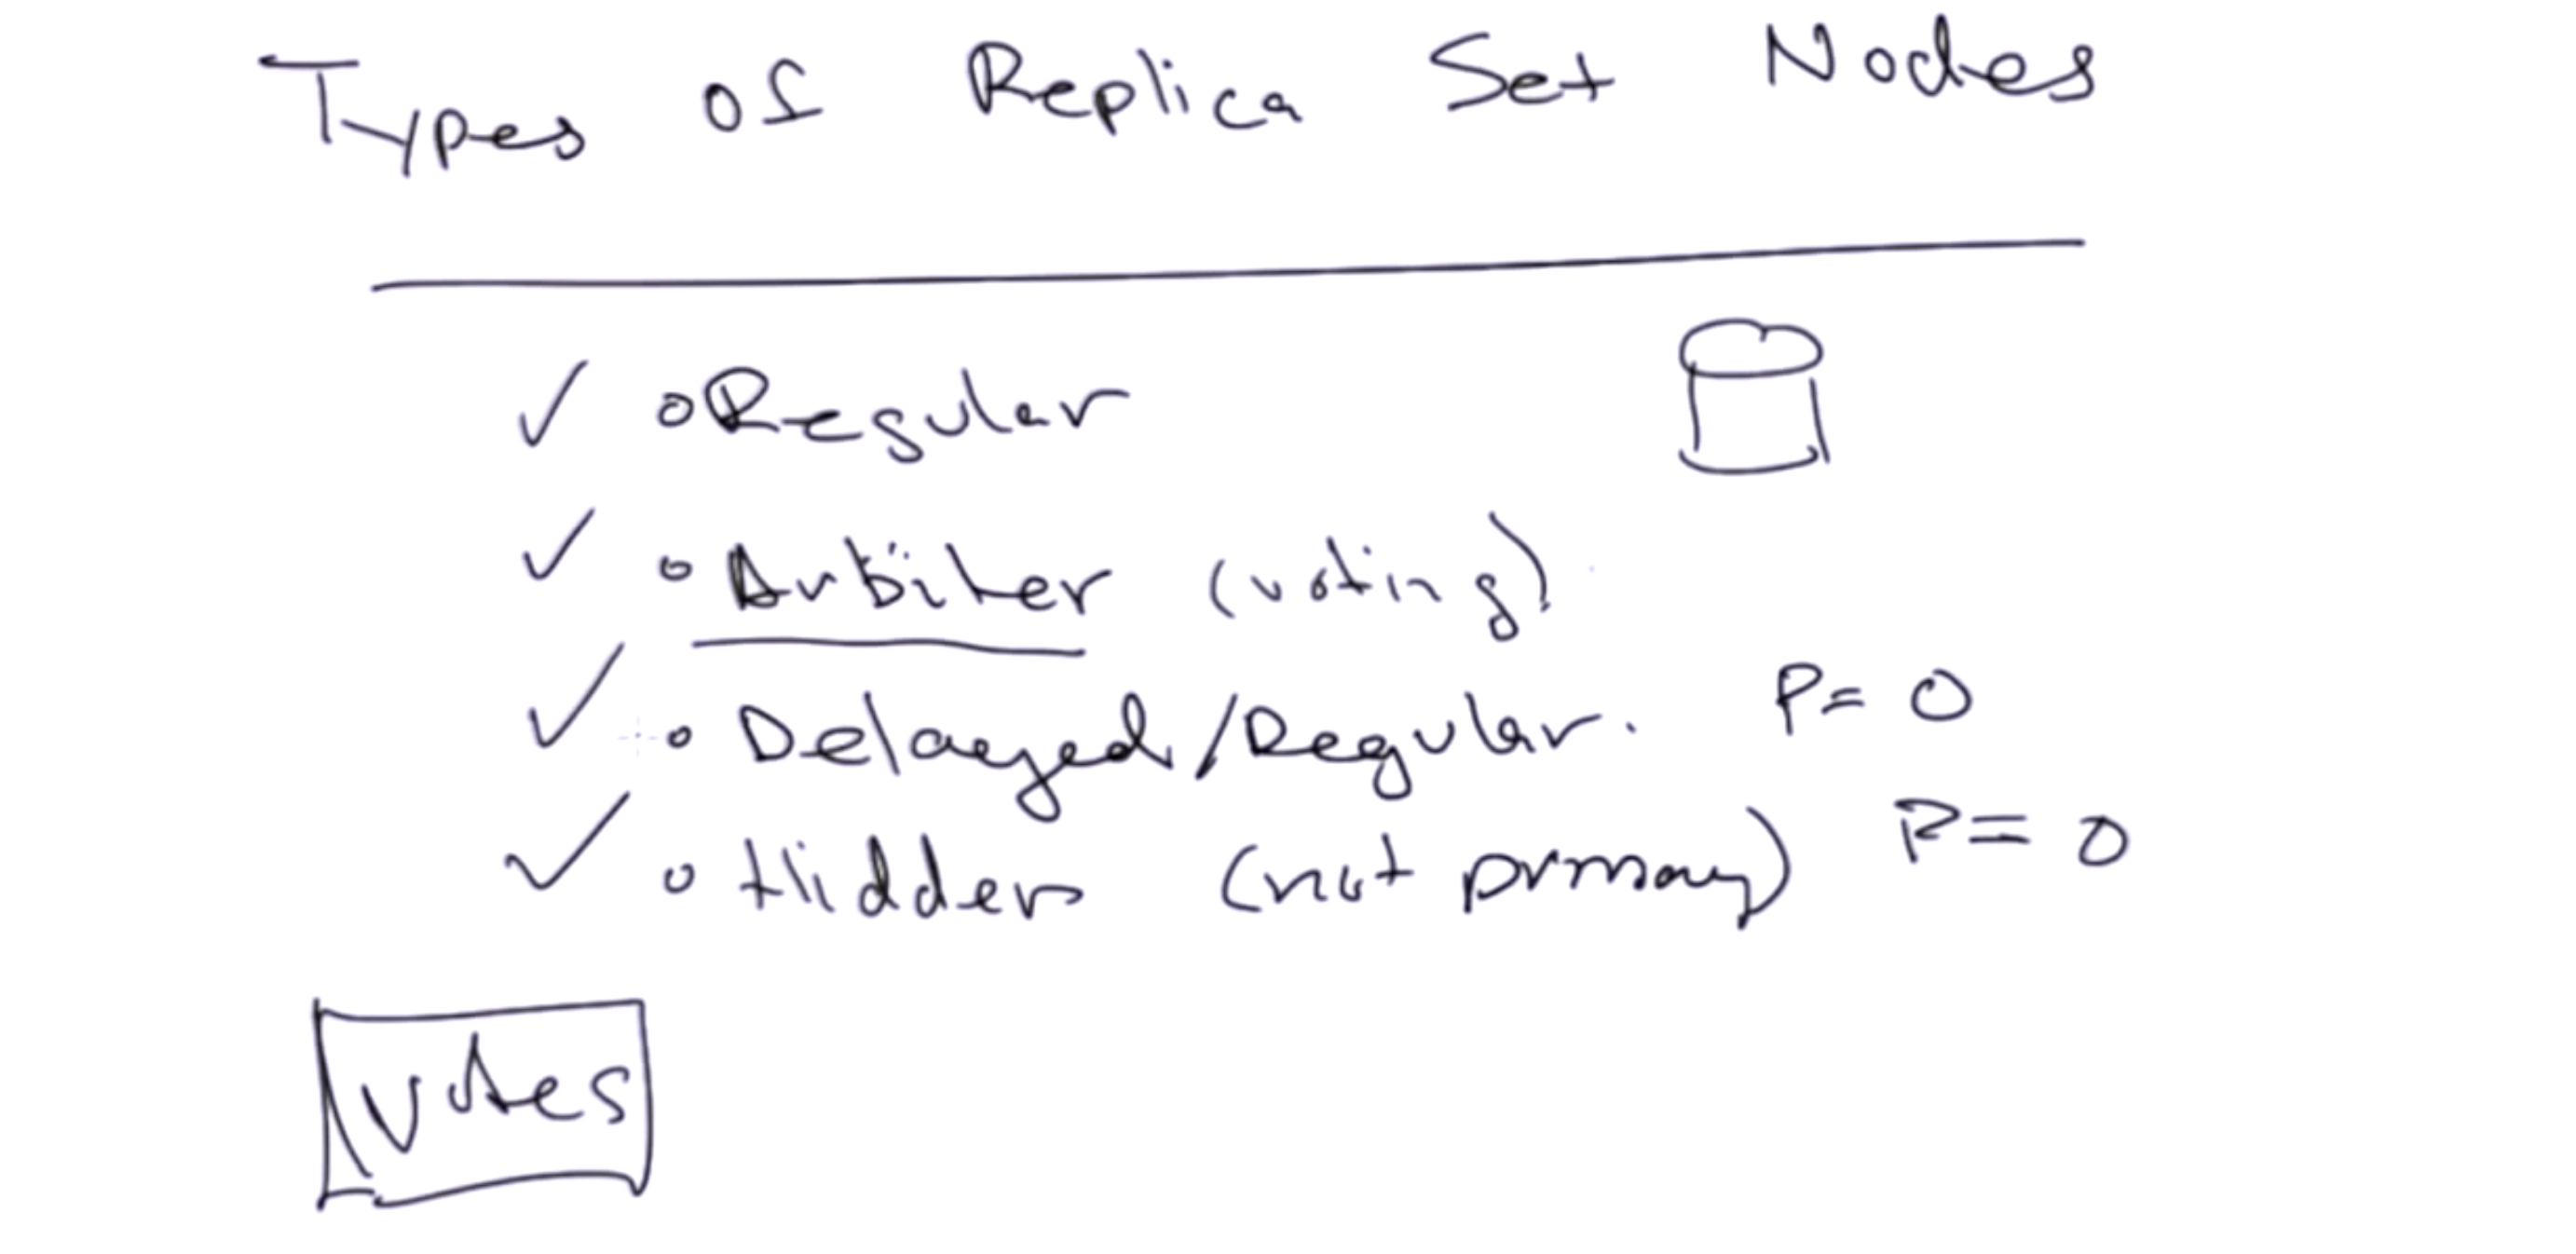 Types of Replica Set Nodes
Regular
Arbiter (voting).
Delayed/Regular. P=0
Hidden (not primary) P=0
Votes